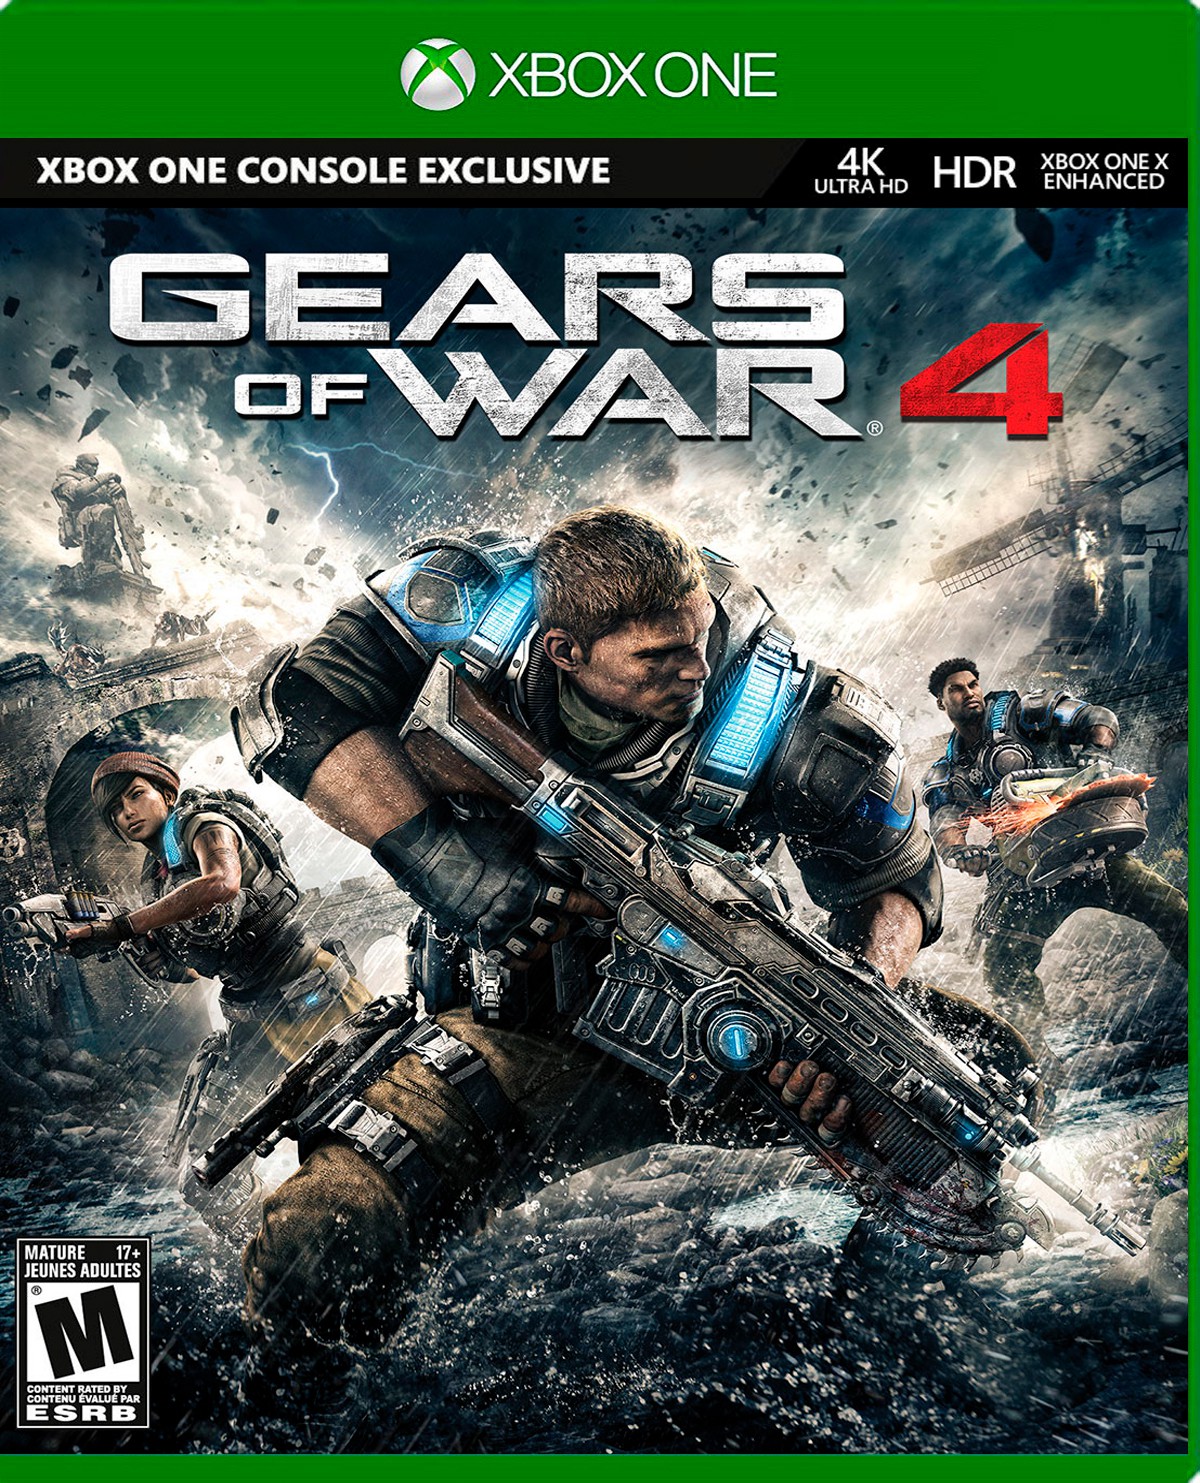 XBOX ONE
XBOX ONE CONSOLE EXCLUSIVE
4K
ULTRA HD
HDR
XBOX ONE X
ENHANCED
GEARS
OF WAR® 4
MATURE 17+
JEUNES ADULTES
®
M
CONTENT RATED BY
CONTENU ÉVALUÉ PAR
ESRB